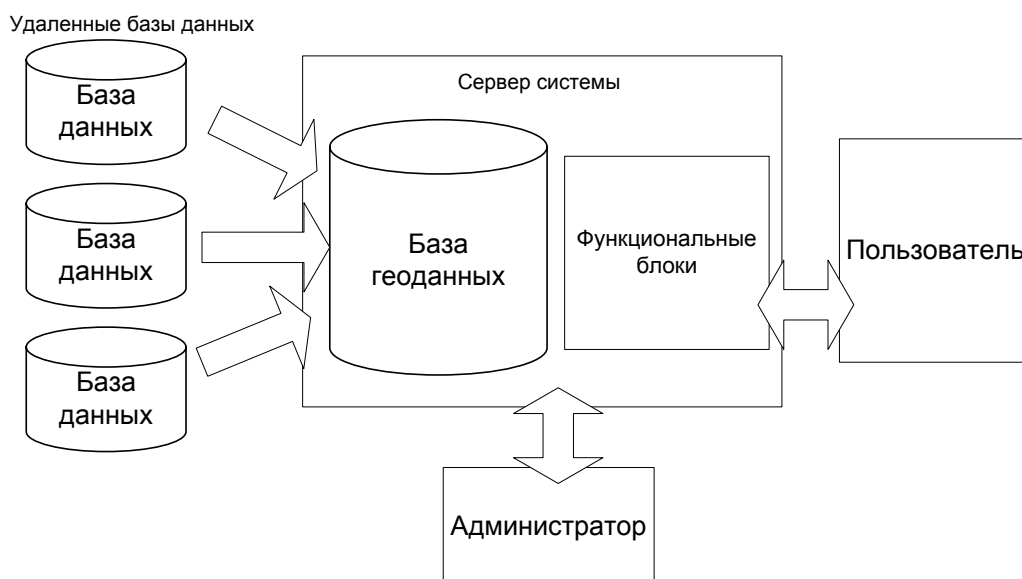 Удаленные базы данных
База
данных
База
данных
База
данных
Сервер системы
База
геоданных
Функциональные
блоки
Пользователь
Администратор